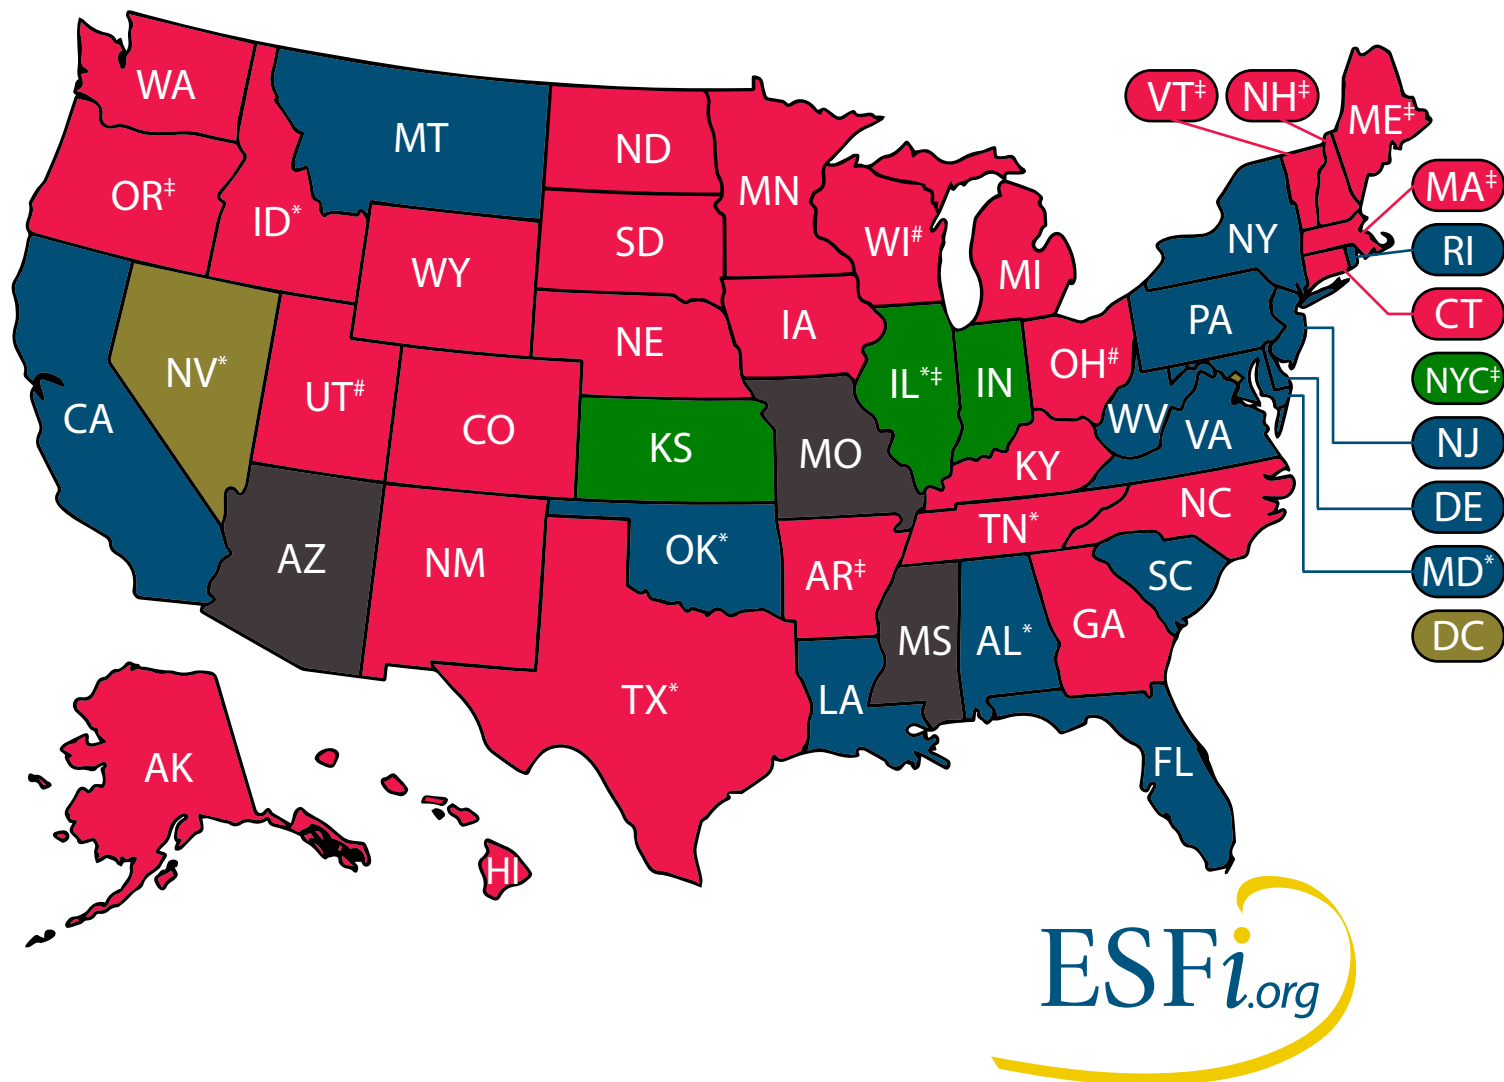 WA
MT
ND
MN
VT‡
NH‡
ME‡
OR‡
ID*
WY
SD
WI#
MI
NY
MA‡
RI
CT
NV*
UT#
CO
NE
IA
IL*‡
IN
OH#
PA
NYC‡
CA
KS
MO
KY
WV
VA
NJ
AZ
NM
OK*
AR‡
TN*
NC
DE
MD*
DC
TX*
LA
MS
AL*
GA
SC
FL
AK
HI
ESFi.org